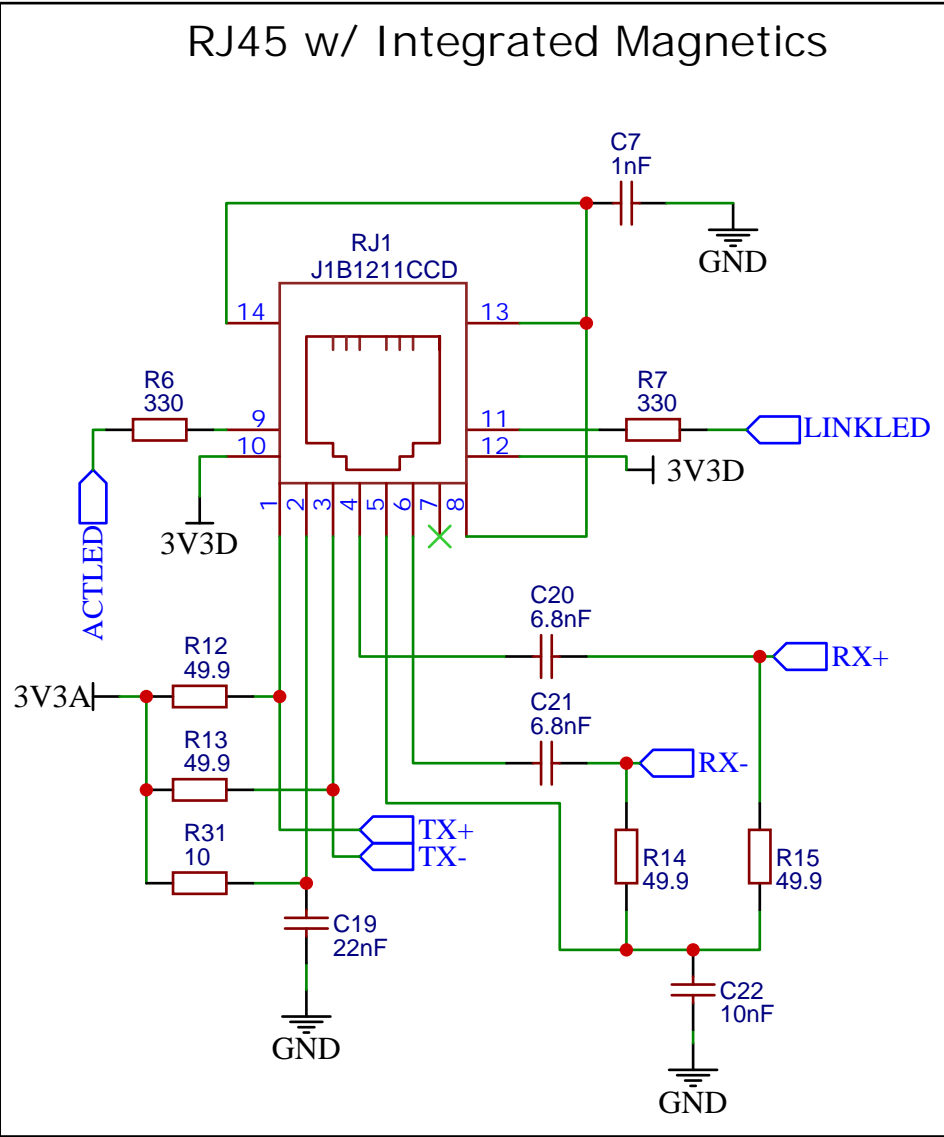 RJ45 w/ Integrated Magnetics
C7
1nF
GND
RJ1
J1B1211CCD
14
13
R6
330
9
10
11
12
R7
330
LINKLED
3V3D
3V3D
ACTLED
1
2
3
4
5
6
7
8
C20
6.8nF
RX+
R12
49.9
3V3A
C21
6.8nF
RX-
R13
49.9
TX+
TX-
R31
10
R14
49.9
R15
49.9
C19
22nF
GND
C22
10nF
GND